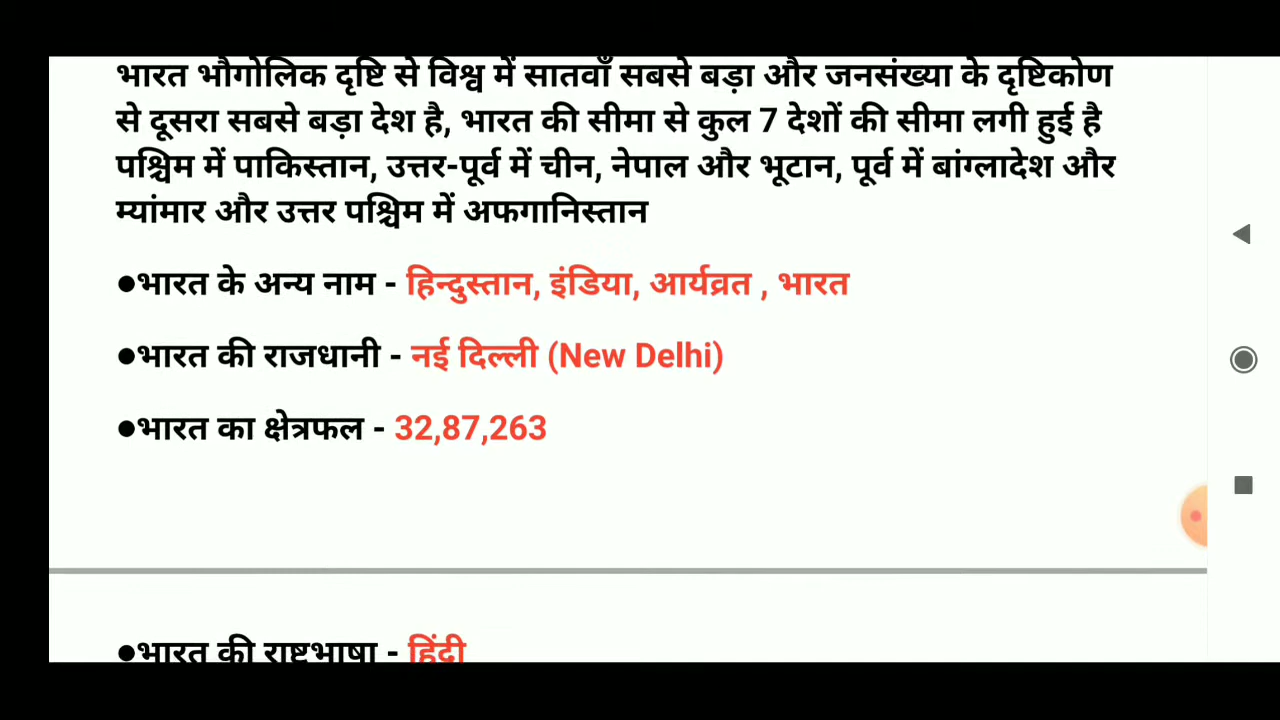 भारत भौगोलिक दृष्टि से विश्व में सातवाँ सबसे बड़ा और जनसंख्या के दृष्टिकोण
से दूसरा सबसे बड़ा देश है, भारत की सीमा से कुल 7 देशों की सीमा लगी हुई है
पश्चिम में पाकिस्तान, उत्तर-पूर्व में चीन, नेपाल और भूटान, पूर्व में बांग्लादेश और
म्यांमार और उत्तर पश्चिम में अफगानिस्तान
●भारत के अन्य नाम - हिन्दुस्तान, इंडिया, आर्यव्रत , भारत
●भारत की राजधानी - नई दिल्ली (New Delhi)
●भारत का क्षेत्रफल - 32,87,263
●भारत की राष्ट्रभाषा - हिंदी